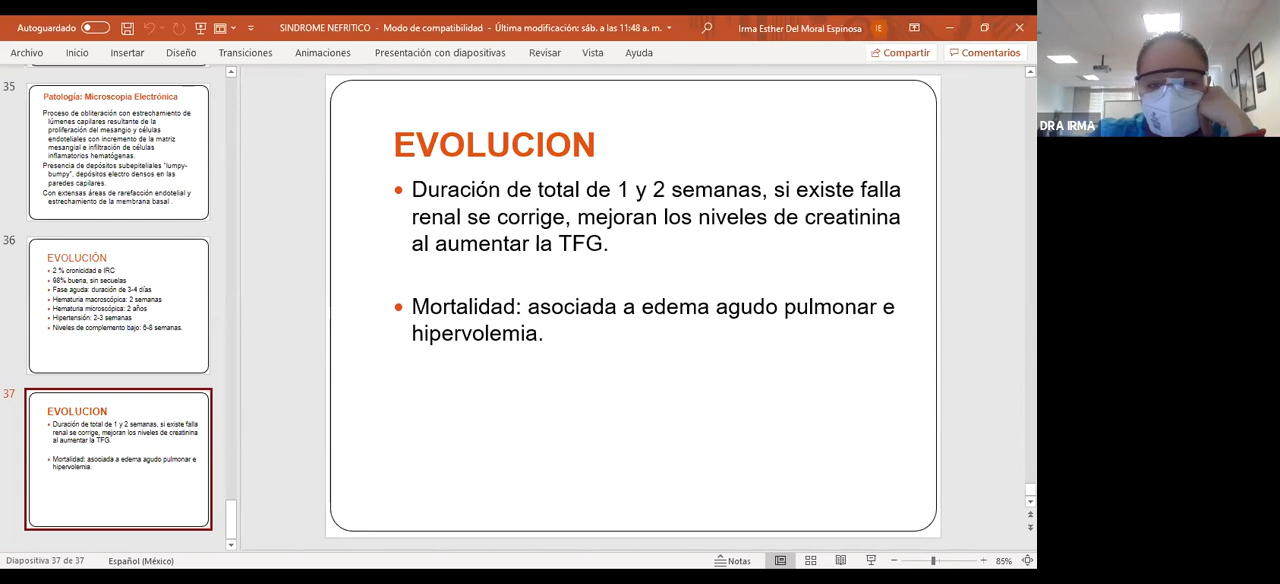 Autoguardado
SINDROME NEFRITICO - Modo de compatibilidad - Última modificación: sáb. a las 11:48 a. m.
Irma Esther Del Moral Espinosa
IE
Archivo Inicio Insertar Diseño Transiciones Animaciones Presentación con diapositivas Revisar Vista Ayuda
Compartir
Comentarios
35
Patología: Microscopia Electrónica
Proceso de obliteración con estrechamiento de
lúmenes capilares resultante de la
proliferación del mesangio y células
endoteliales con incremento de la matriz
mesangial e infiltración de células
inflamatorios hematógenas.
Presencia de depósitos subepiteliales "lumpy-
bumpy", depósitos electro densos en las
paredes capilares.
Con extensas áreas de rarefacción endotelial y
estrechamiento de la membrana basal .
36
EVOLUCIÓN
2 % cronicidad e IRC
98% buena, sin secuelas
Fase aguda: duración de 3-4 días
Hematuria macroscópica: 2 semanas
Hematuria microscópica: 2 años
Hipertensión: 2-3 semanas
Niveles de complemento bajo: 6-8 semanas.
37
EVOLUCION
Duración de total de 1 y 2 semanas, si existe falla
renal se corrige, mejoran los niveles de creatinina
al aumentar la TFG.
Mortalidad: asociada a edema agudo pulmonar e
hipervolemia.
EVOLUCION
Duración de total de 1 y 2 semanas, si existe falla
renal se corrige, mejoran los niveles de creatinina
al aumentar la TFG.
Mortalidad: asociada a edema agudo pulmonar e
hipervolemia.
DRA IRMA
Diapositiva 37 de 37
Español (México)
Notas
85%